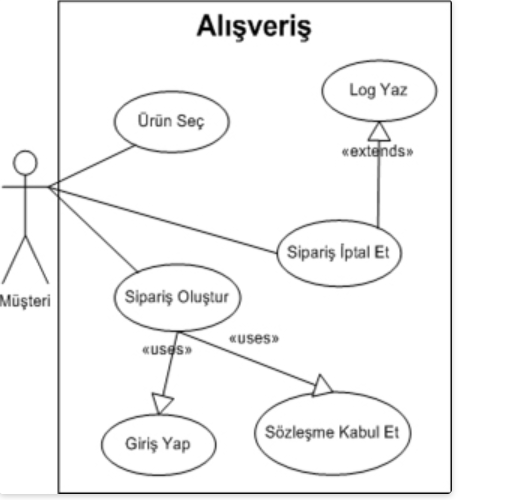 Alışveriş
Log Yaz
Ürün Seç
«extends»
Sipariş İptal Et
Müşteri
Sipariş Oluştur
«uses»
«uses»
Giriş Yap
Sözleşme Kabul Et